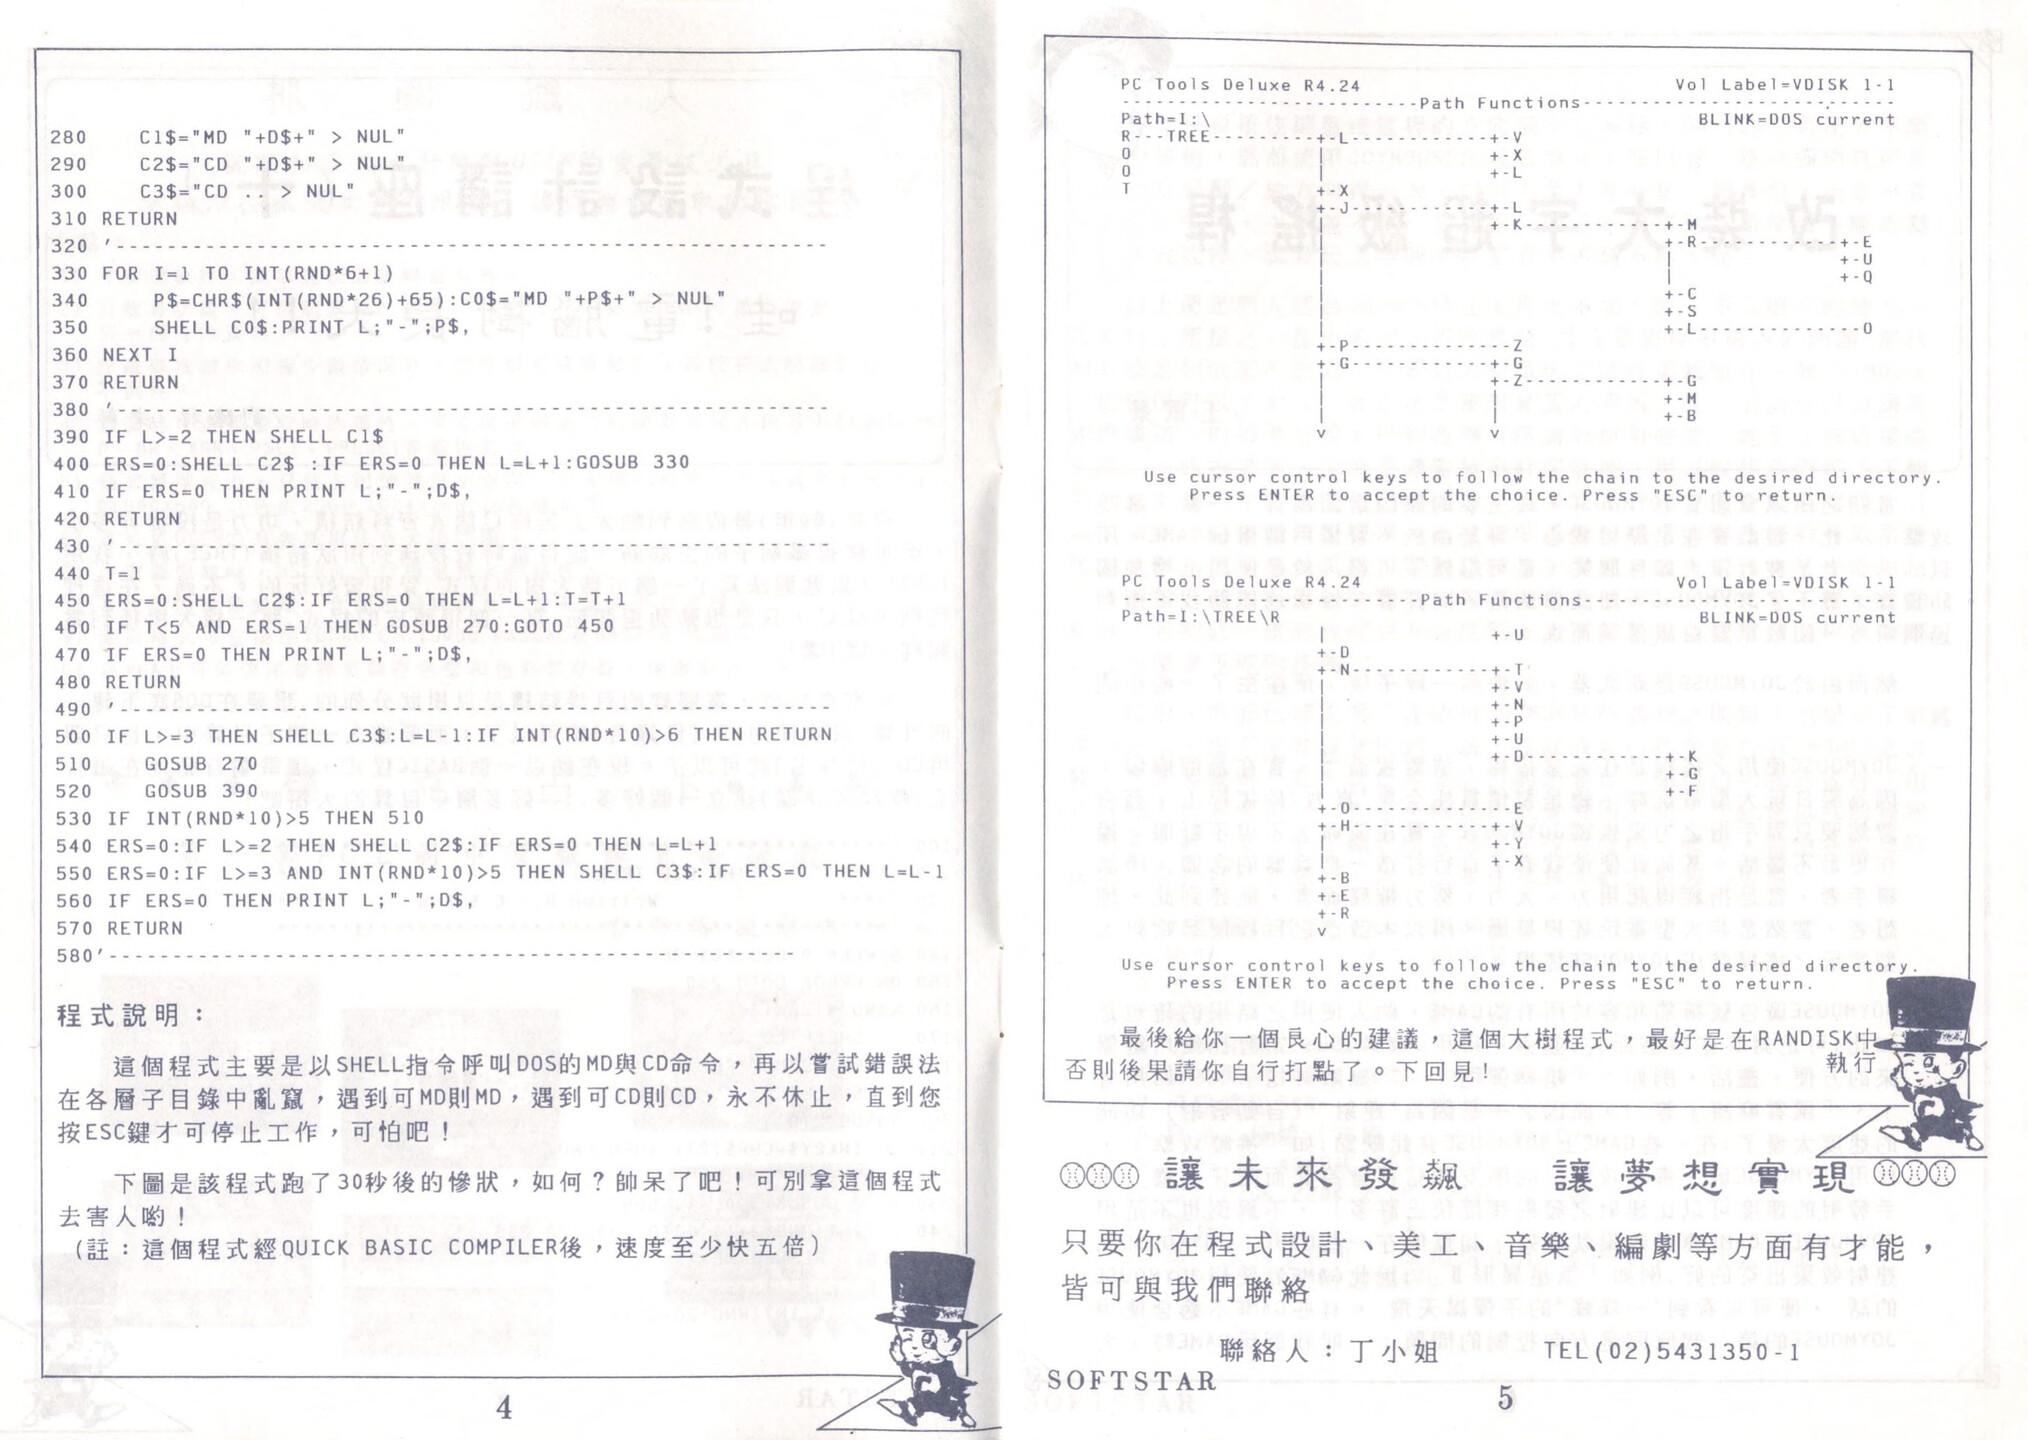 280    C1$="MD "+D$+" > NUL"
290    C2$="CD "+D$+" > NUL"
300    C3$="CD .. > NUL"
310 RETURN
320 '-------------------------------------------------------
330 FOR I=1 TO INT(RND*6+1)
340     P$=CHR$(INT(RND*26)+65):C0$="MD "+P$+" > NUL"
350     SHELL C0$:PRINT L;"-";P$,
360 NEXT I
370 RETURN
380 '-------------------------------------------------------
390 IF L>=2 THEN SHELL C1$
400 ERS=0:SHELL C2$ :IF ERS=0 THEN L=L+1:GOSUB 330
410 IF ERS=0 THEN PRINT L;"-";D$,
420 RETURN
430 '-------------------------------------------------------
440 T=1
450 ERS=0:SHELL C2$:IF ERS=0 THEN L=L+1:T=T+1
460 IF T<5 AND ERS=1 THEN GOSUB 270:GOTO 450
470 IF ERS=0 THEN PRINT L;"-";D$,
480 RETURN
490 '-------------------------------------------------------
500 IF L>=3 THEN SHELL C3$:L=L-1:IF INT(RND*10)>6 THEN RETURN
510    GOSUB 270
520    GOSUB 390
530 IF INT(RND*10)>5 THEN 510
540 ERS=0:IF L>=2 THEN SHELL C2$:IF ERS=0 THEN L=L+1
550 ERS=0:IF L>=3 AND INT(RND*10)>5 THEN SHELL C3$:IF ERS=0 THEN L=L-1
560 IF ERS=0 THEN PRINT L;"-";D$,
570 RETURN
580'-------------------------------------------------------
程式說明：
這個程式主要是以SHELL指令呼叫DOS的MD與CD命令，再以嘗試錯誤法
在各層子目錄中亂竄，遇到可MD則MD，遇到可CD則CD，永不休止，直到您
按ESC鍵才可停止工作，可怕吧！
下圖是該程式跑了30秒後的慘狀，如何？帥呆了吧！可別拿這個程式
去害人喲！
(註：這個程式經QUICK BASIC COMPILER後，速度至少快五倍)
4
PC Tools Deluxe R4.24                    Vol Label=VDISK 1-1
--------------------------Path Functions----------------------------
Path=I:\                                 BLINK=DOS current
R---TREE------------+-L---------------+-V
O                   |                 +-X
O                   |                 +-L
T                   +-X
                    +-J---------------+-L
                    |                 +-K---------------+-M
                    |                                   +-R---------------+-E
                    |                                   |                 +-U
                    |                                   |                 +-Q
                    |                                   +-C
                    |                                   +-S
                    |                                   +-L-----------------O
                    +-P-----------------Z
                    +-G---------------+-G
                    |                 +-Z---------------+-G
                    |                 |                 +-M
                    |                 |                 +-B
                    v                 v
Use cursor control keys to follow the chain to the desired directory.
Press ENTER to accept the choice. Press "ESC" to return.
PC Tools Deluxe R4.24                    Vol Label=VDISK 1-1
--------------------------Path Functions----------------------------
Path=I:\TREE\R                           BLINK=DOS current
                    |                 +-U
                    +-D
                    +-N---------------+-T
                    |                 +-V
                    |                 +-N
                    |                 +-P
                    |                 +-U
                    |                 +-D---------------+-K
                    |                                   +-G
                    |                                   +-F
                    +-O-----------------E
                    +-H---------------+-V
                    |                 +-Y
                    |                 +-X
                    +-B
                    +-E
                    +-R
                    v
Use cursor control keys to follow the chain to the desired directory.
Press ENTER to accept the choice. Press "ESC" to return.
最後給你一個良心的建議，這個大樹程式，最好是在RANDISK中執行
否則後果請你自行打點了。下回見！
讓未來發飆　讓夢想實現
只要你在程式設計、美工、音樂、編劇等方面有才能，
皆可與我們聯絡
聯絡人：丁小姐    TEL(02)5431350-1
SOFTSTAR
5